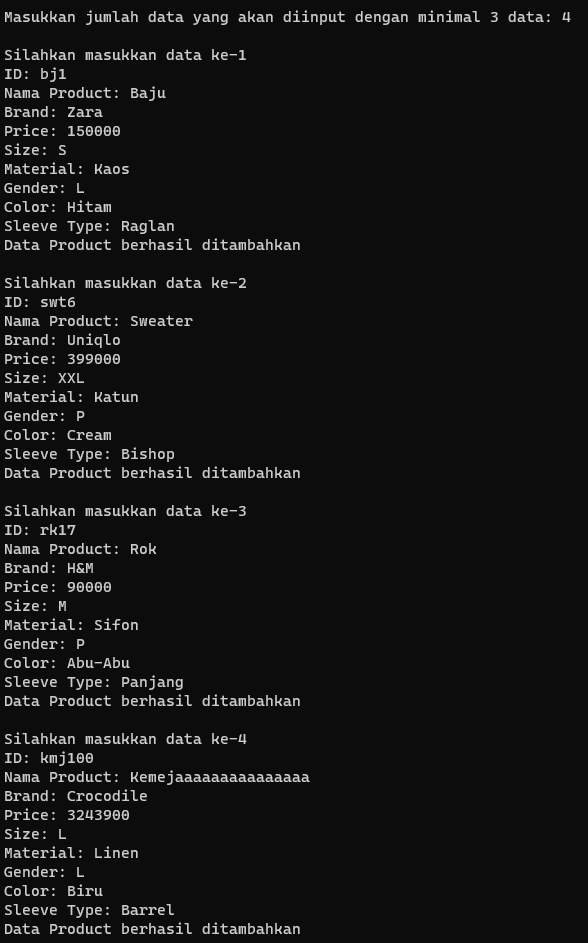 Masukkan jumlah data yang akan diinput dengan minimal 3 data: 4
Silahkan masukkan data ke-1
ID: bj1
Nama Product: Baju
Brand: Zara
Price: 150000
Size: S
Material: Kaos
Gender: L
Color: Hitam
Sleeve Type: Raglan
Data Product berhasil ditambahkan
Silahkan masukkan data ke-2
ID: swt6
Nama Product: Sweater
Brand: Uniqlo
Price: 399000
Size: XXL
Material: Katun
Gender: P
Color: Cream
Sleeve Type: Bishop
Data Product berhasil ditambahkan
Silahkan masukkan data ke-3
ID: rk17
Nama Product: Rok
Brand: H&M
Price: 90000
Size: M
Material: Sifon
Gender: P
Color: Abu-Abu
Sleeve Type: Panjang
Data Product berhasil ditambahkan
Silahkan masukkan data ke-4
ID: kmj100
Nama Product: Kemejaaaaaaaaaaaaaaa
Brand: Crocodile
Price: 3243900
Size: L
Material: Linen
Gender: L
Color: Biru
Sleeve Type: Barrel
Data Product berhasil ditambahkan